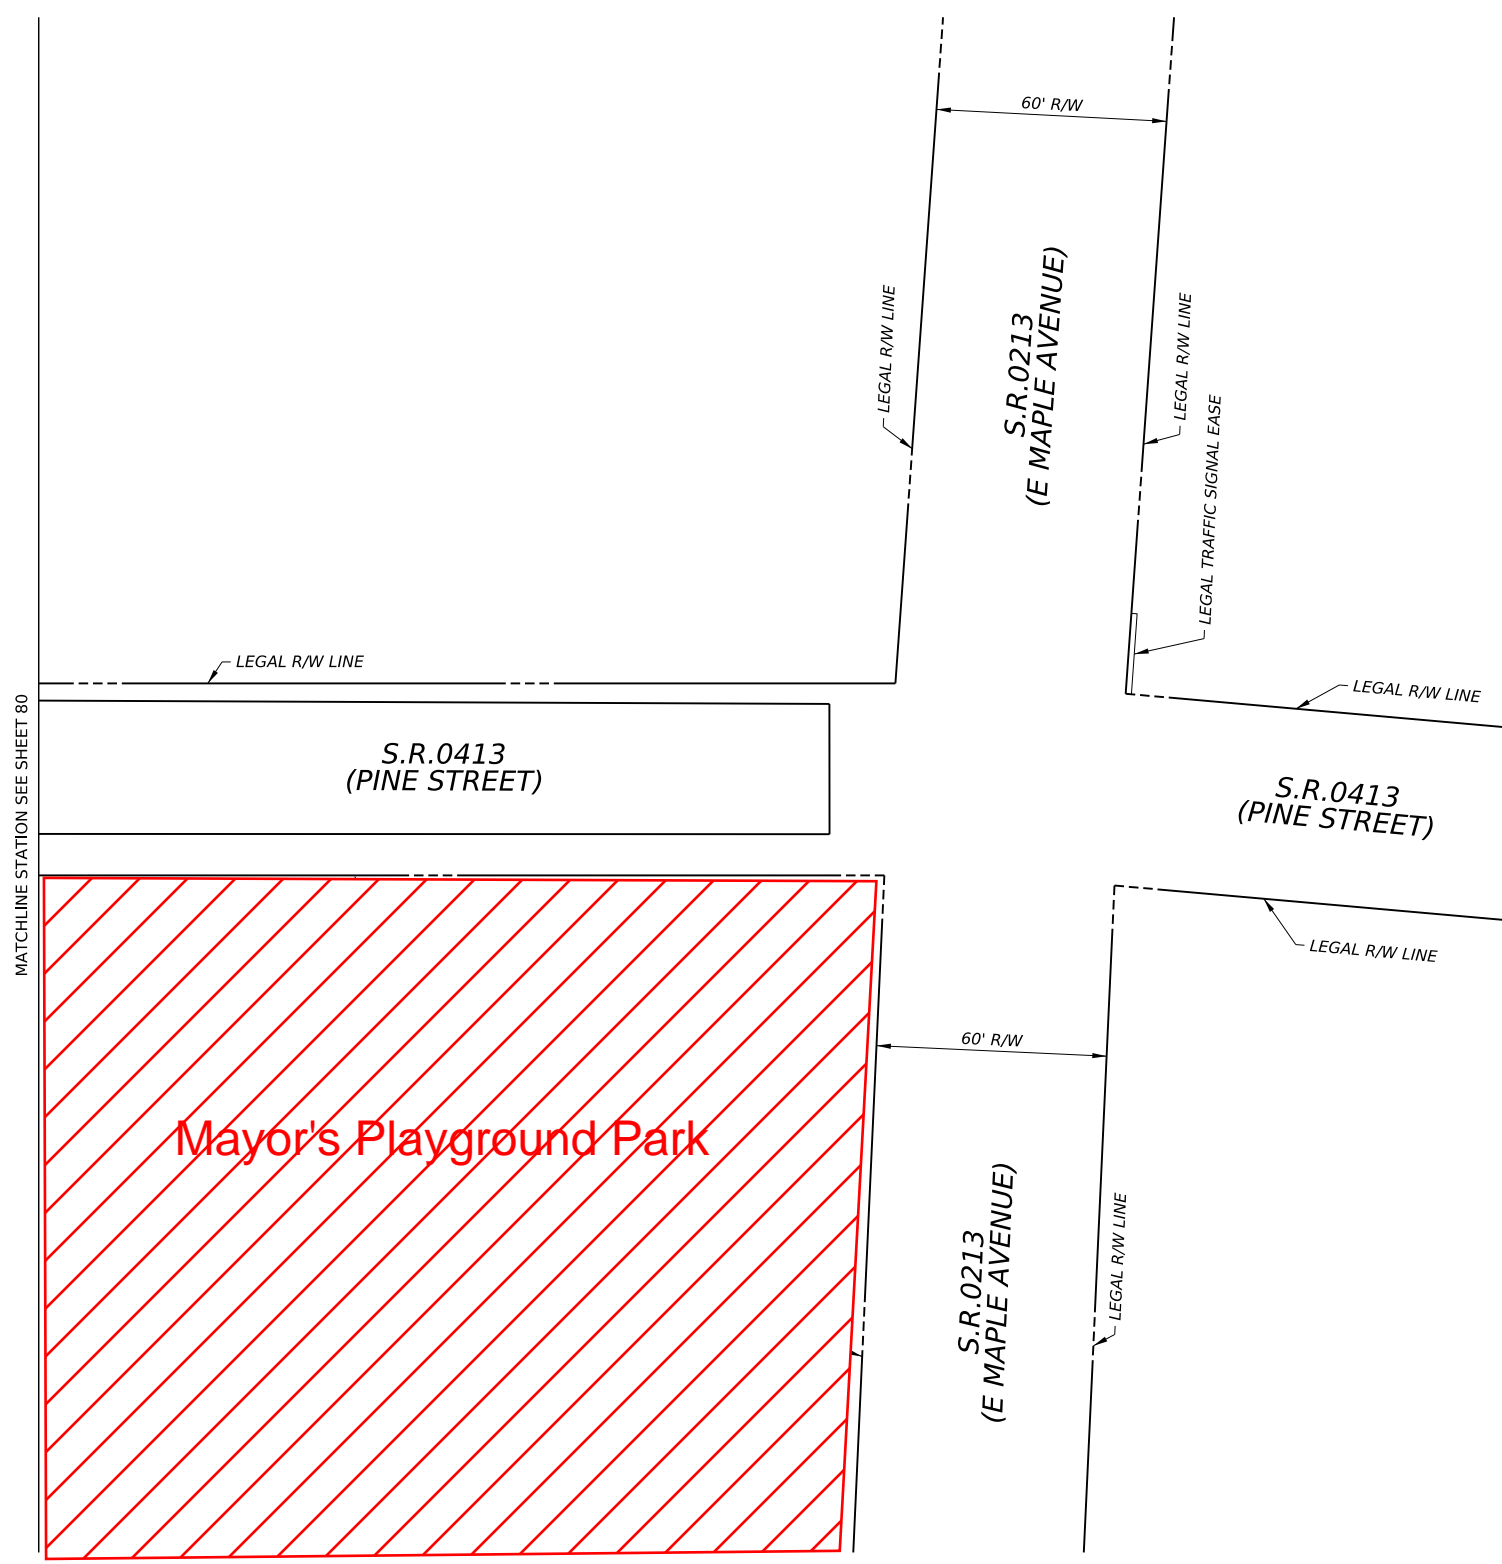 60' R/W
LEGAL R/W LINE
S.R.0213
(E MAPLE AVENUE)
LEGAL R/W LINE
LEGAL TRAFFIC SIGNAL EASE
LEGAL R/W LINE
LEGAL R/W LINE
MATCHLINE STATION SEE SHEET 80
S.R.0413
(PINE STREET)
S.R.0413
(PINE STREET)
LEGAL R/W LINE
60' R/W
Mayor's Playground Park
S.R.0213
(E MAPLE AVENUE)
LEGAL R/W LINE